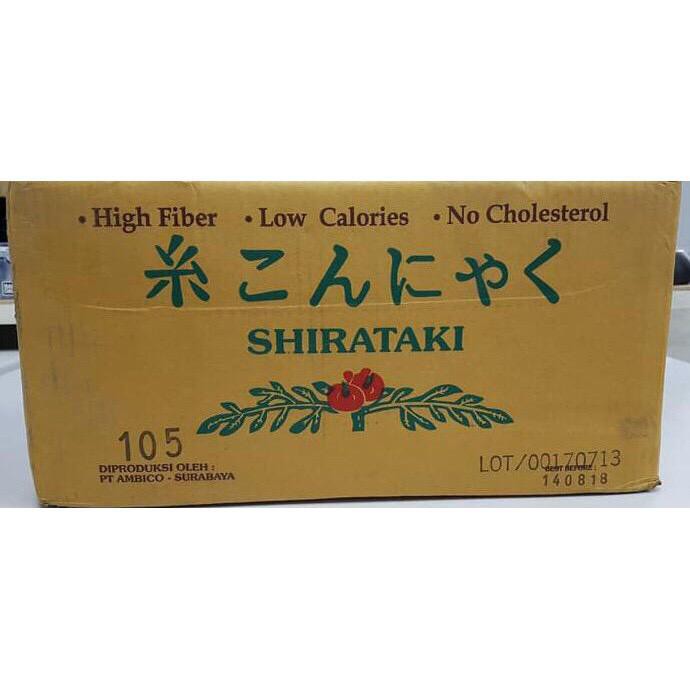 • High Fiber • Low Calories • No Cholesterol
糸こんにゃく
SHIRATAKI
105
DIPRODUKSI OLEH :
PT AMBICO - SURABAYA
LOT/00170713
BEST BEFORE :
140818